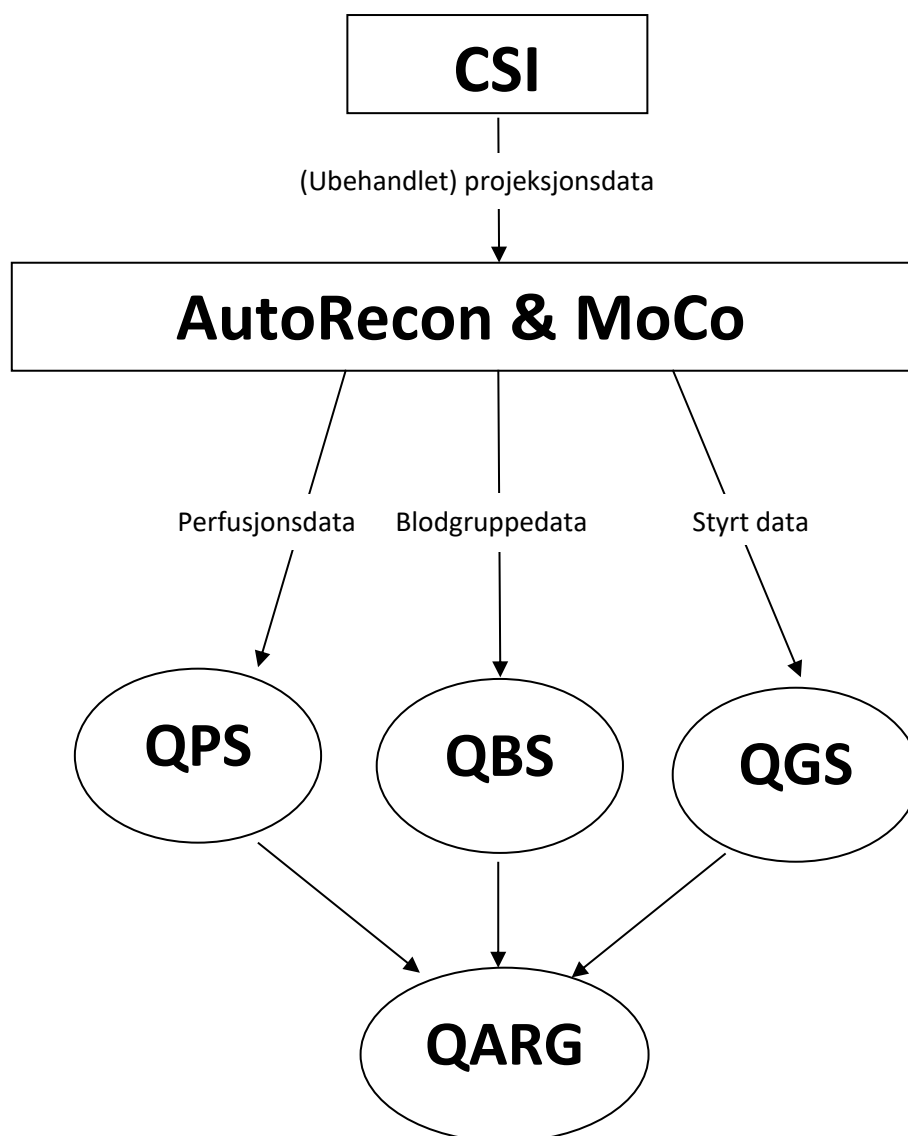 CSI
(Ubehandlet) projeksjonsdata
AutoRecon & MoCo
Perfusjonsdata
Blodgruppedata
Styrt data
QPS
QBS
QGS
QARG